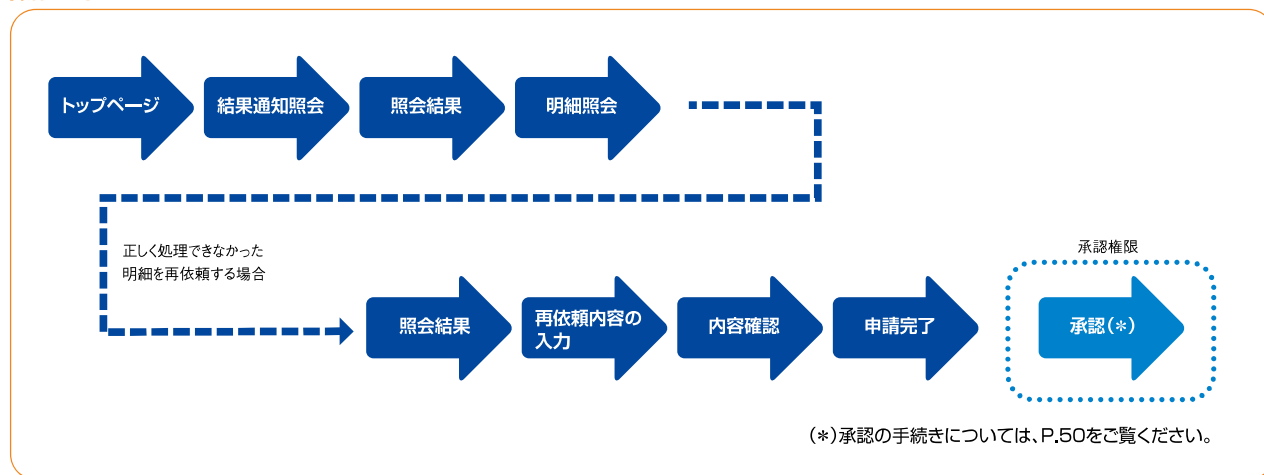 トップページ
結果通知照会
照会結果
明細照会
正しく処理できなかった
明細を再依頼する場合
照会結果
再依頼内容の
入力
内容確認
申請完了
承認権限
承認(*)
(*)承認の手続きについては、P.50をご覧ください。